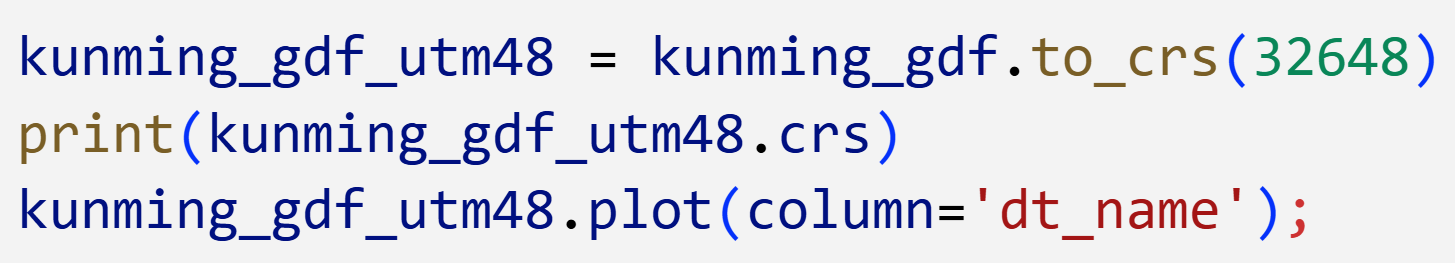 kunming_gdf_utm48 = kunming_gdf.to_crs(32648)
print(kunming_gdf_utm48.crs)
kunming_gdf_utm48.plot(column='dt_name');